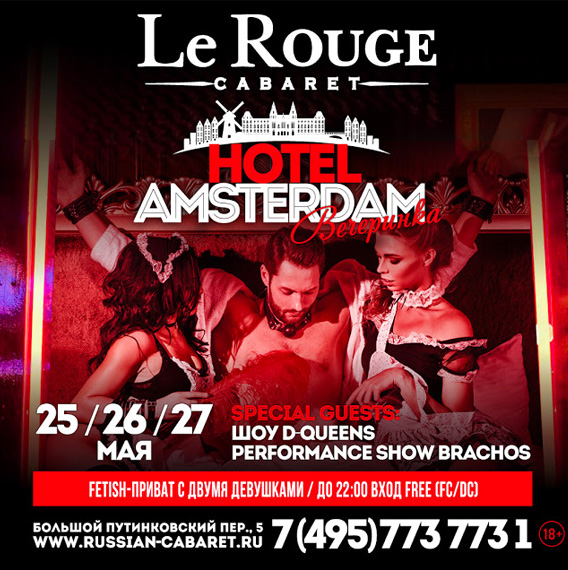 LE ROUGE
CABARET
HOTEL
AMSTERDAM
Вечеринка
25/26/27
МАЯ
SPECIAL GUESTS:
ШОУ D-QUEENS
PERFORMANCE SHOW BRACHOS
FETISH-ПРИВАТ С ДВУМЯ ДЕВУШКАМИ / ДО 22:00 ВХОД FREE (FC/DC)
БОЛЬШОЙ ПУТИНКОВСКИЙ ПЕР., 5
WWW.RUSSIAN-CABARET.RU
7 (495) 773 773 1
18+